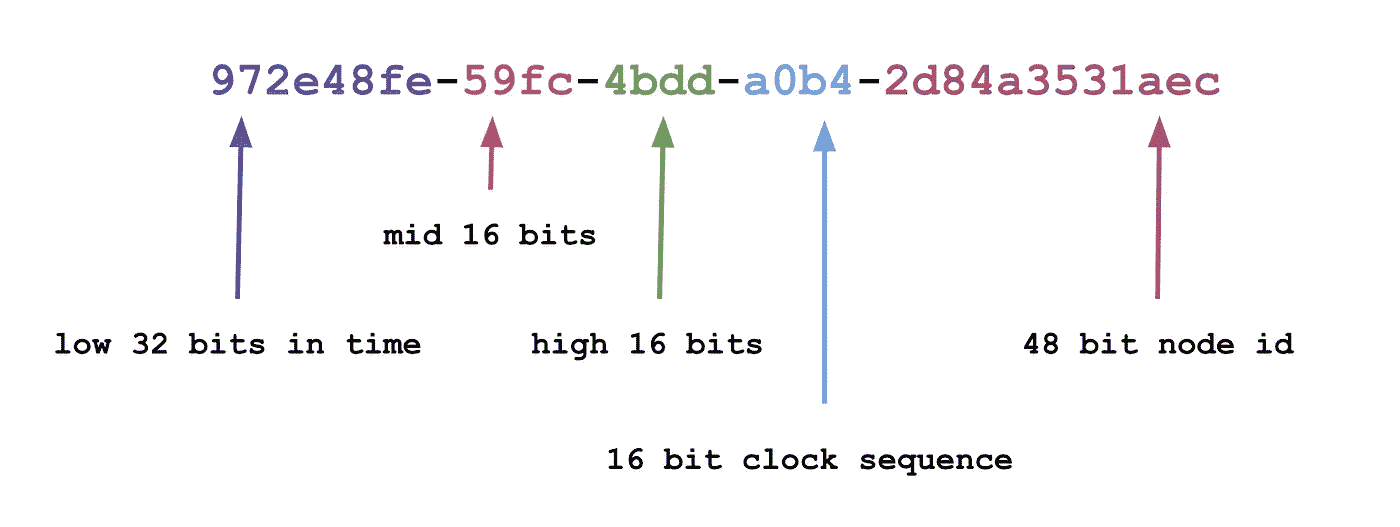 972e48fe-59fc-4bdd-a0b4-2d84a3531aec
mid 16 bits
low 32 bits in time
high 16 bits
48 bit node id
16 bit clock sequence